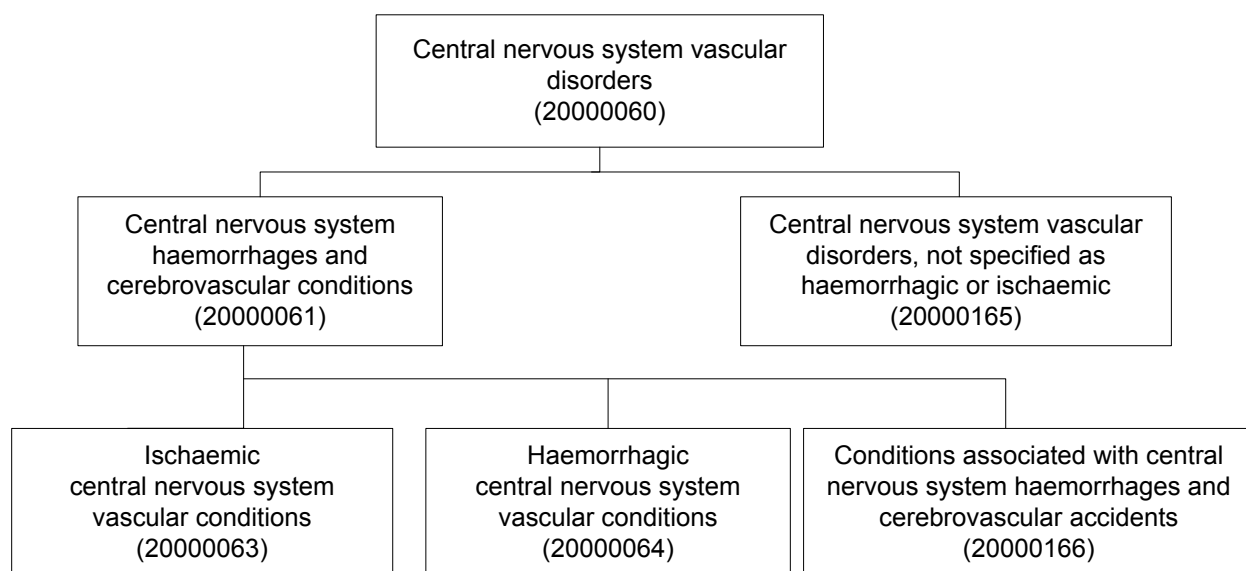 Central nervous system vascular
disorders
(20000060)
Central nervous system
haemorrhages and
cerebrovascular conditions
(20000061)
Central nervous system vascular
disorders, not specified as
haemorrhagic or ischaemic
(20000165)
Ischaemic
central nervous system
vascular conditions
(20000063)
Haemorrhagic
central nervous system
vascular conditions
(20000064)
Conditions associated with central
nervous system haemorrhages and
cerebrovascular accidents
(20000166)